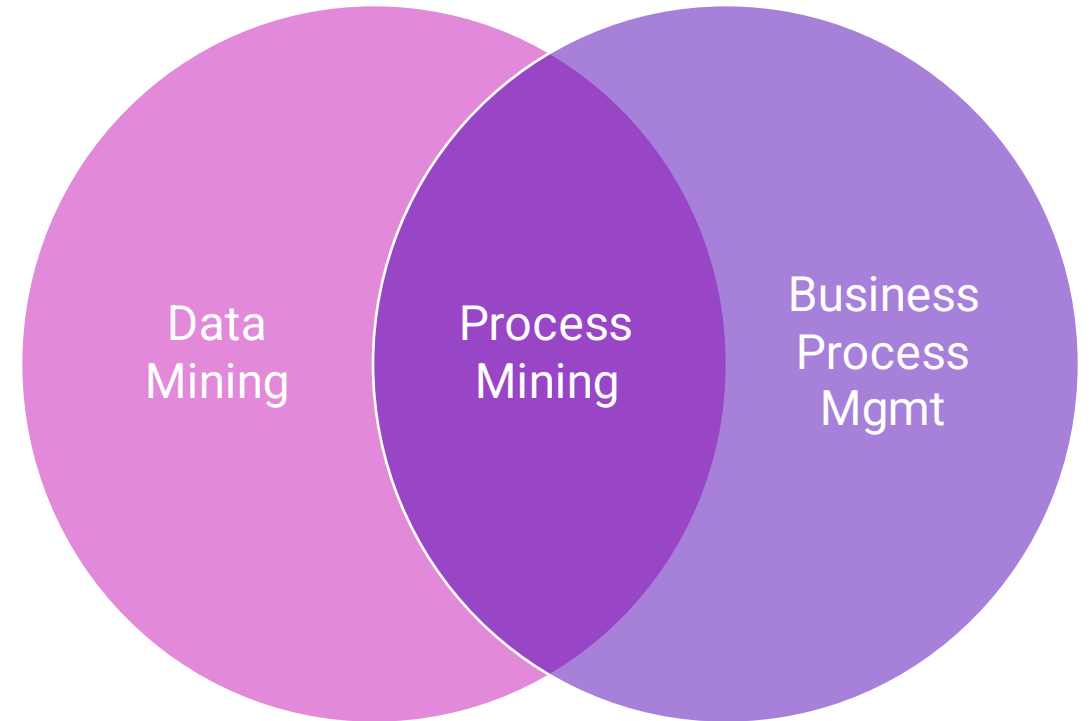 Data
Mining
Process
Mining
Business
Process
Mgmt